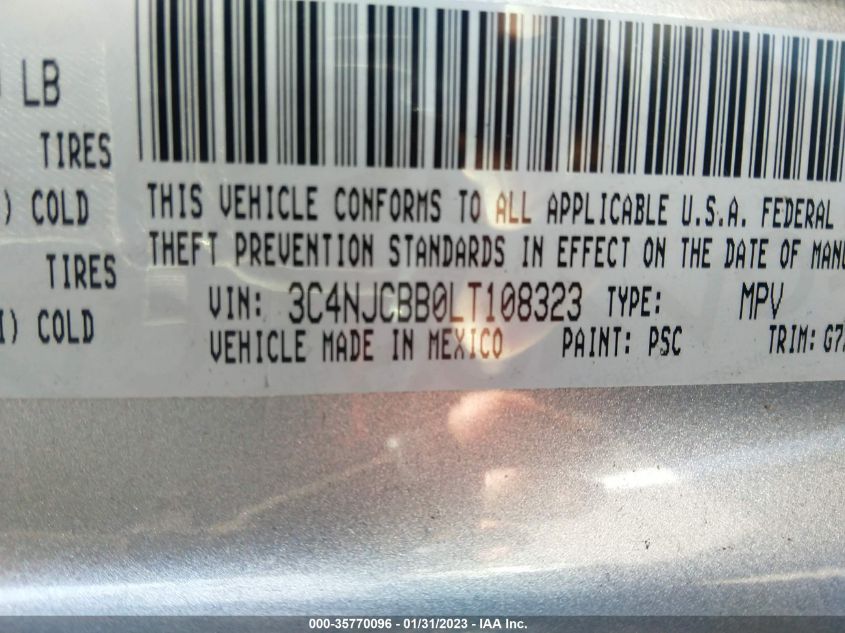 LB
TIRES
) COLD
TIRES
I) COLD
THIS VEHICLE CONFORMS TO ALL APPLICABLE U.S.A. FEDERAL
THEFT PREVENTION STANDARDS IN EFFECT ON THE DATE OF MANU
VIN: 3C4NJCBB0LT108323 TYPE: MPV
VEHICLE MADE IN MEXICO PAINT: PSC TRIM: G7
000-35770096 - 01/31/2023 - IAA Inc.